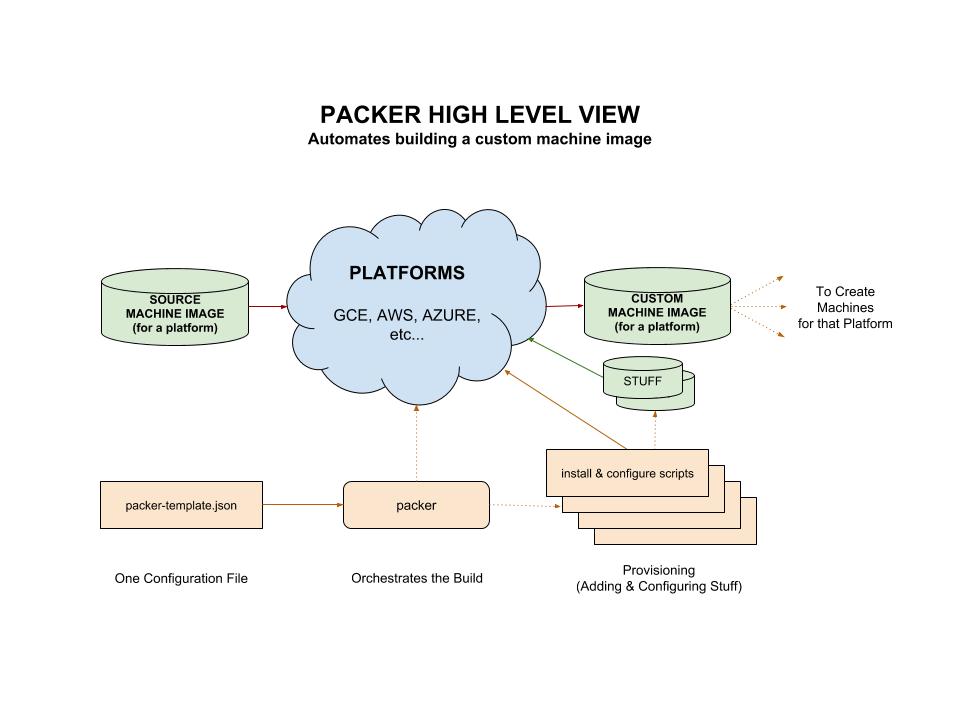 PACKER HIGH LEVEL VIEW
Automates building a custom machine image
PLATFORMS
GCE, AWS, AZURE,
etc...
SOURCE
MACHINE IMAGE
(for a platform)
CUSTOM
MACHINE IMAGE
(for a platform)
To Create
Machines
for that Platform
STUFF
install & configure scripts
packer-template.json
packer
One Configuration File
Orchestrates the Build
Provisioning
(Adding & Configuring Stuff)